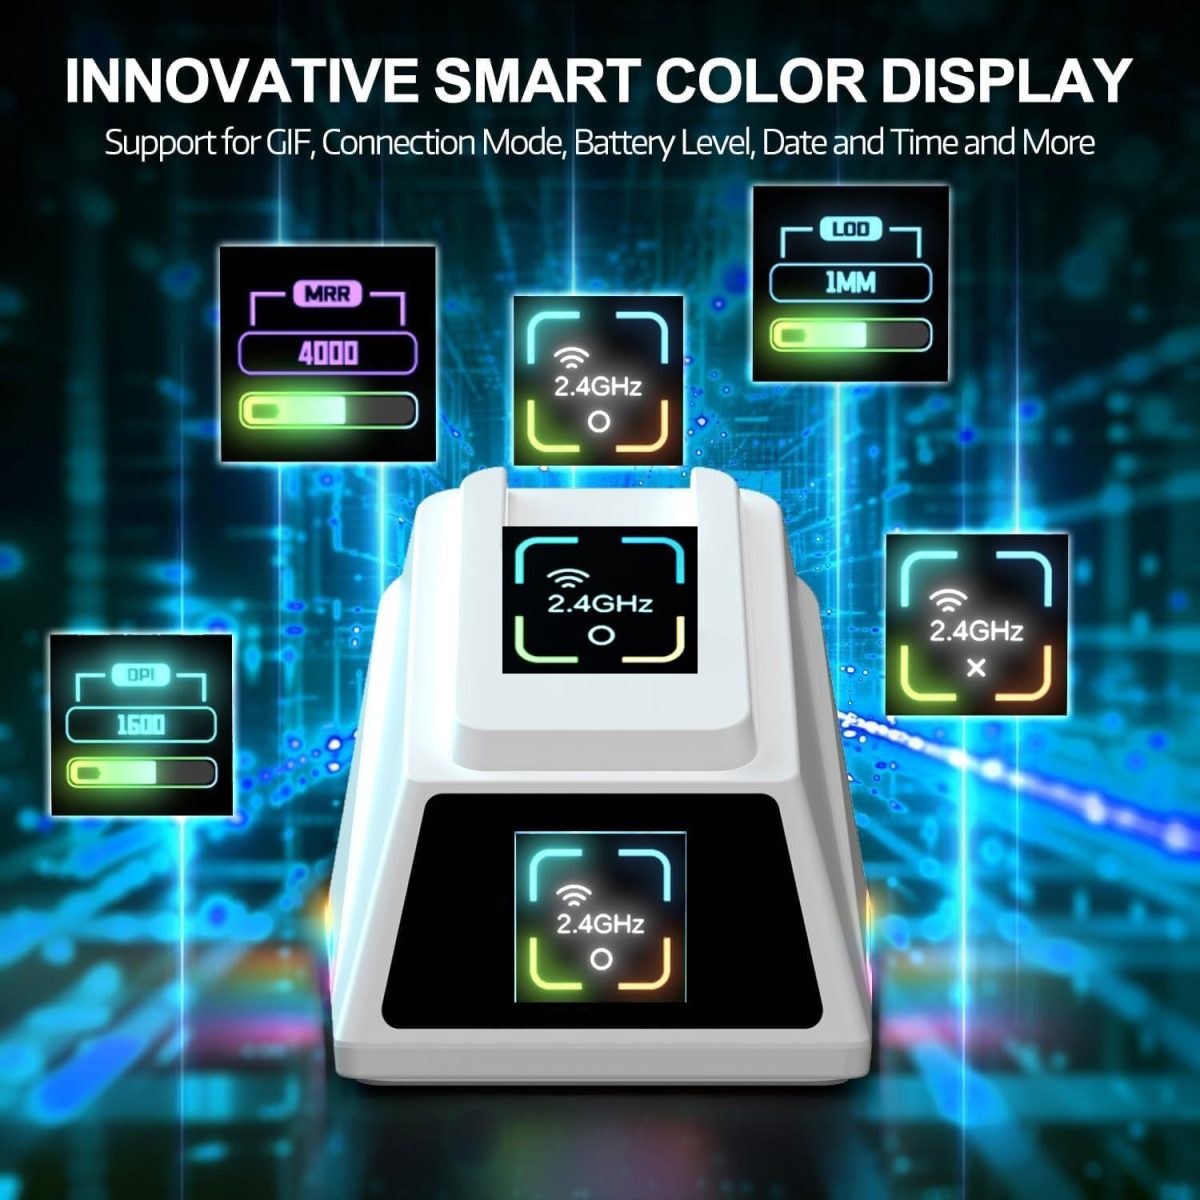 INNOVATIVE SMART COLOR DISPLAY
Support for GIF, Connection Mode, Battery Level, Date and Time and More
LOD
1MM
MRR
4000
2.4GHz
O
2.4GHz
O
2.4GHz
X
DPI
1600
2.4GHz
O